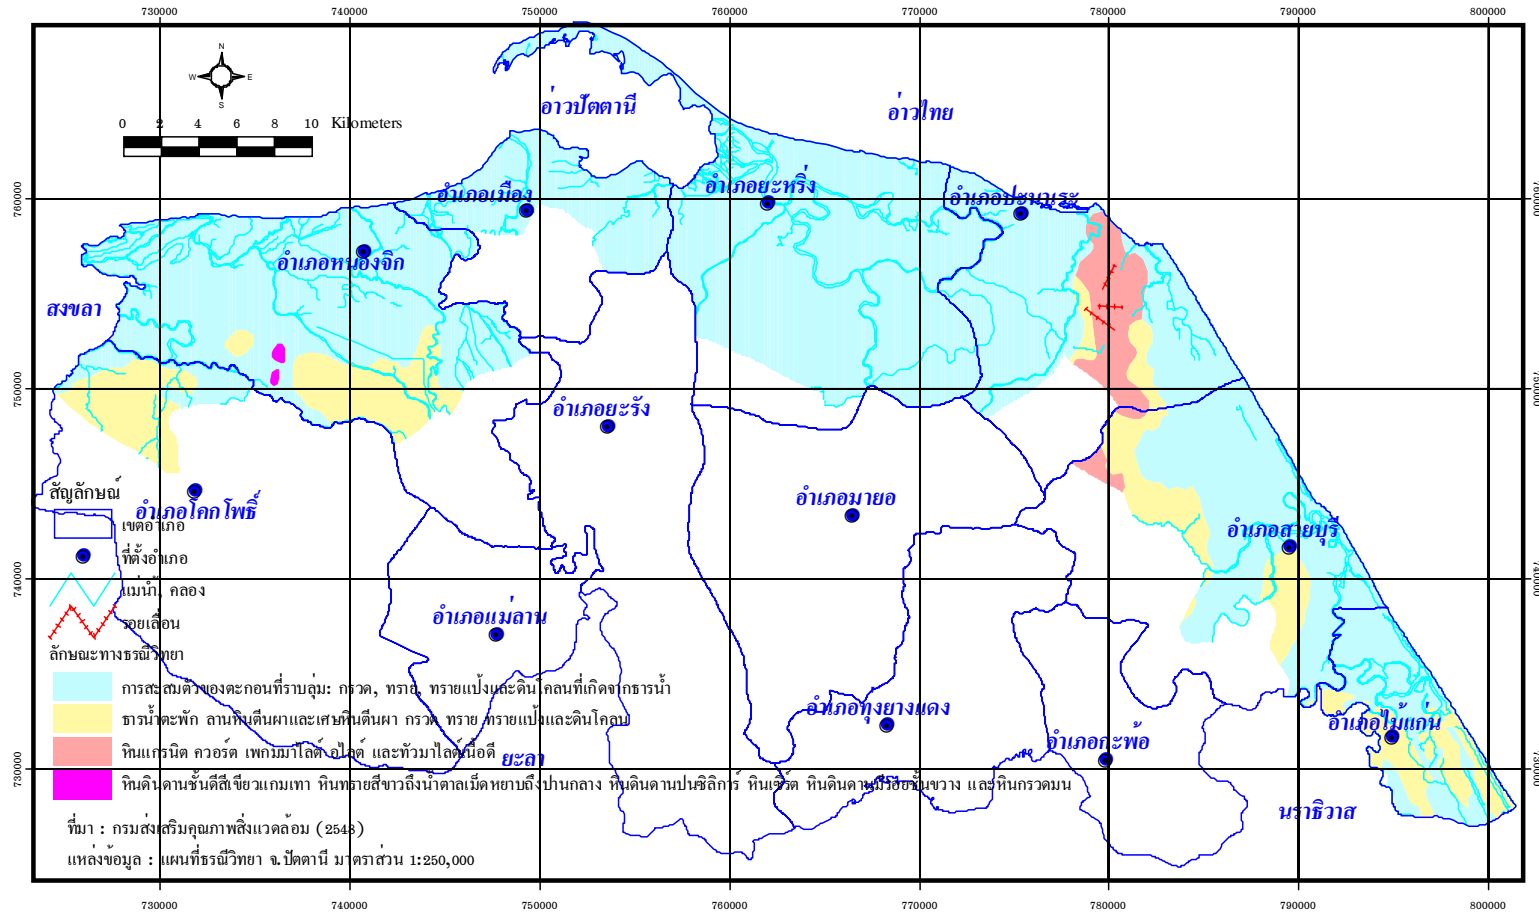 730000 740000 750000 760000 770000 780000 790000 800000
N
W E
S
0 2 4 6 8 10 Kilometers
อ่าวปัตตานี
อ่าวไทย
อำเภอยะหริ่ง
อำเภอเมือง
อำเภอปะนาเระ
760000 760000
อำเภอหนองจิก
สงขลา
750000 750000
อำเภอยะรัง
อำเภอมายอ
อำเภอโคกโพธิ์
อำเภอสายบุรี
740000 740000
อำเภอแม่ลาน
อำเภอทุ่งยางแดง
อำเภอกะพ้อ
อำเภอไม้แก่น
ยะลา
730000 730000
นราธิวาส
สัญลักษณ์
เขตอำเภอ
ที่ตั้งอำเภอ
แม่น้ำ, คลอง
รอยเลื่อน
ลักษณะทางธรณีวิทยา
การสะสมตัวของตะกอนที่ราบลุ่ม: กรวด, ทราย, ทรายแป้งและดินโคลนที่เกิดจากธารน้ำ
ธารน้ำตะพัก ลานหินตีนผาและเศษหินตีนผา กรวด ทราย ทรายแป้งและดินโคลน
หินแกรนิต ควอร์ต เพกมมาไลต์ อไลต์ และทัวมาไลต์เนื้อดี
หินดินดานชั้นดีสีเขียวแกมเทา หินทรายสีขาวถึงน้ำตาลเม็ดหยาบถึงปานกลาง หินดินดานปนซิลิการ์ หินเซิร์ต หินดินดานมีรอยชั้นขวาง และหินกรวดมน
ที่มา : กรมส่งเสริมคุณภาพสิ่งแวดล้อม (2548)
แหล่งข้อมูล : แผนที่ธรณีวิทยา จ.ปัตตานี มาตราส่วน 1:250,000
730000 740000 750000 760000 770000 780000 790000 800000